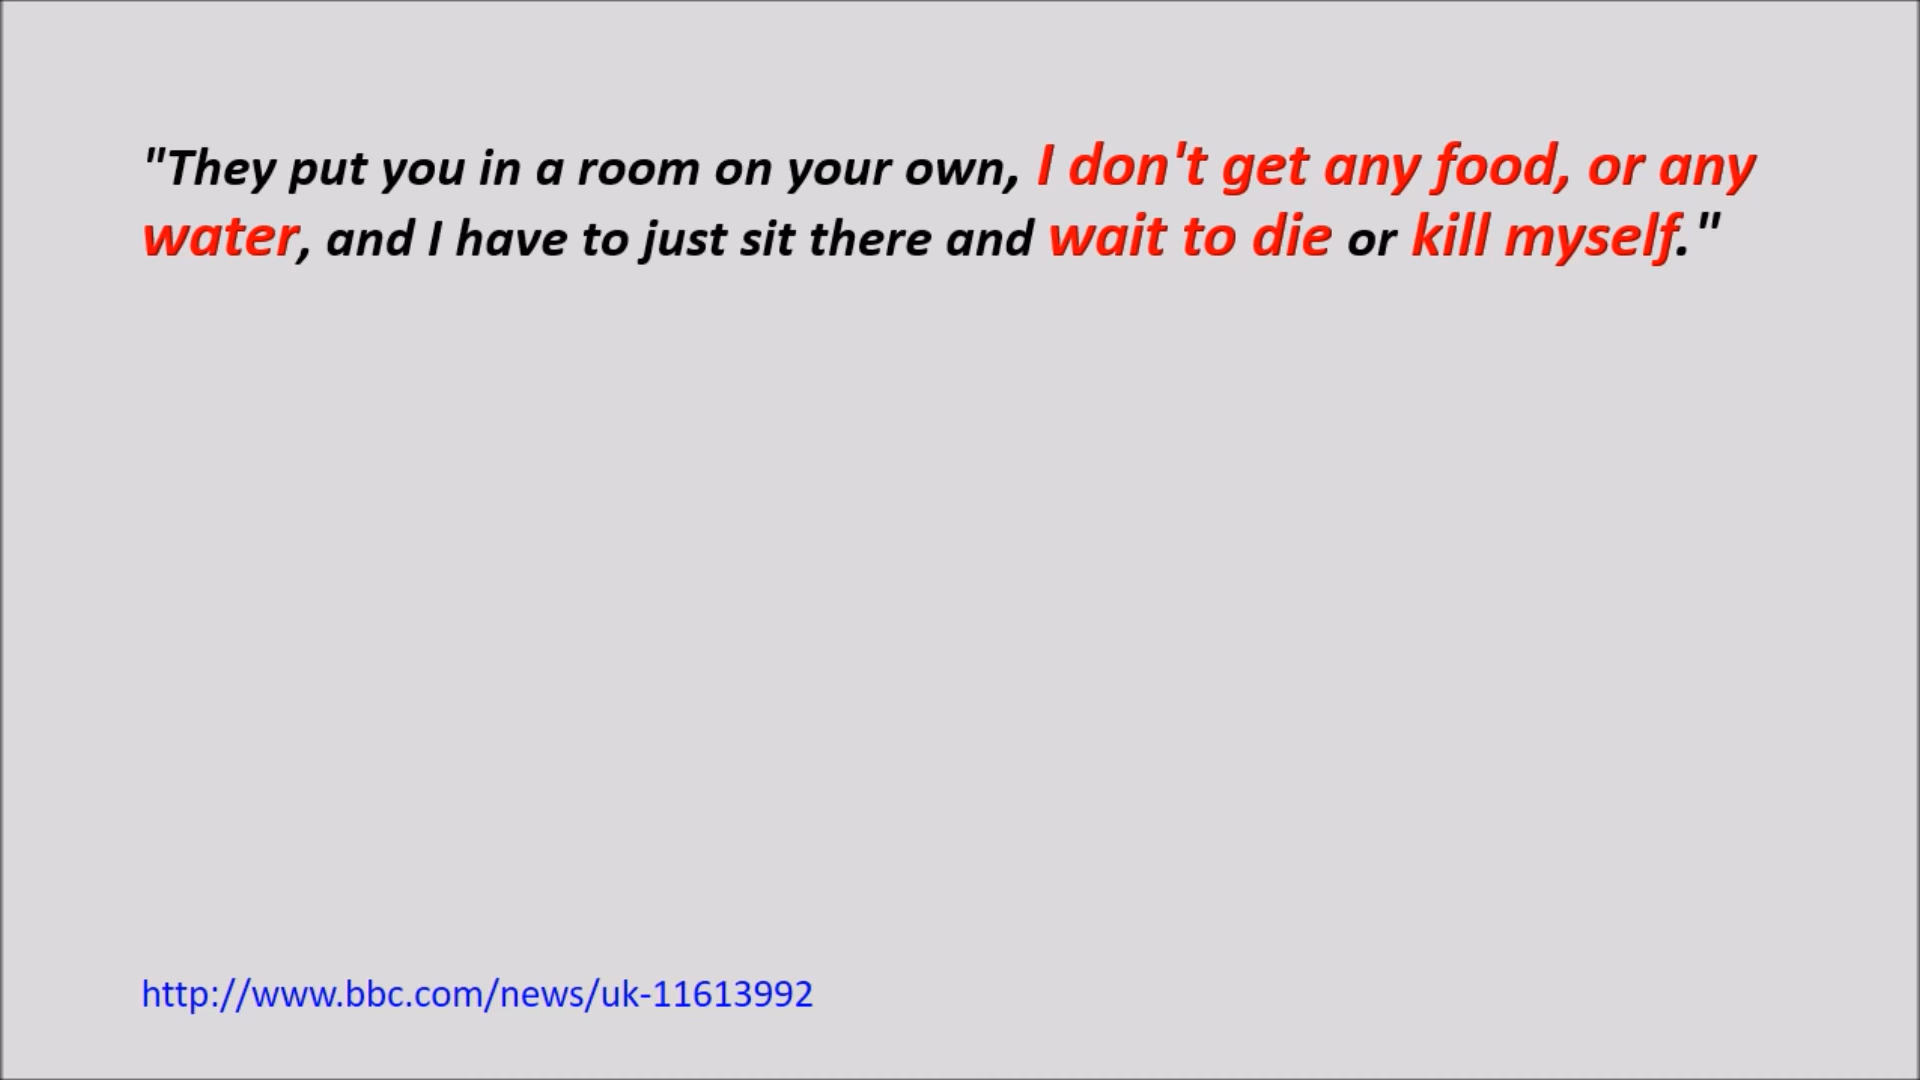 "They put you in a room on your own, I don't get any food, or any
water, and I have to just sit there and wait to die or kill myself."
http://www.bbc.com/news/uk-11613992